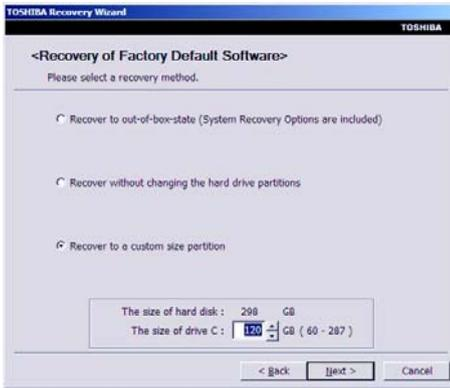 TOSHIBA Recovery Wizard
TOSHIBA
<Recovery of Factory Default Software>
Please select a recovery method.
Recover to out-of-box-state (System Recovery Options are included)
Recover without changing the hard drive partitions
Recover to a custom size partition
The size of hard disk : 298 GB
The size of drive C : 120 GB ( 60 - 287 )
< Back Next > Cancel